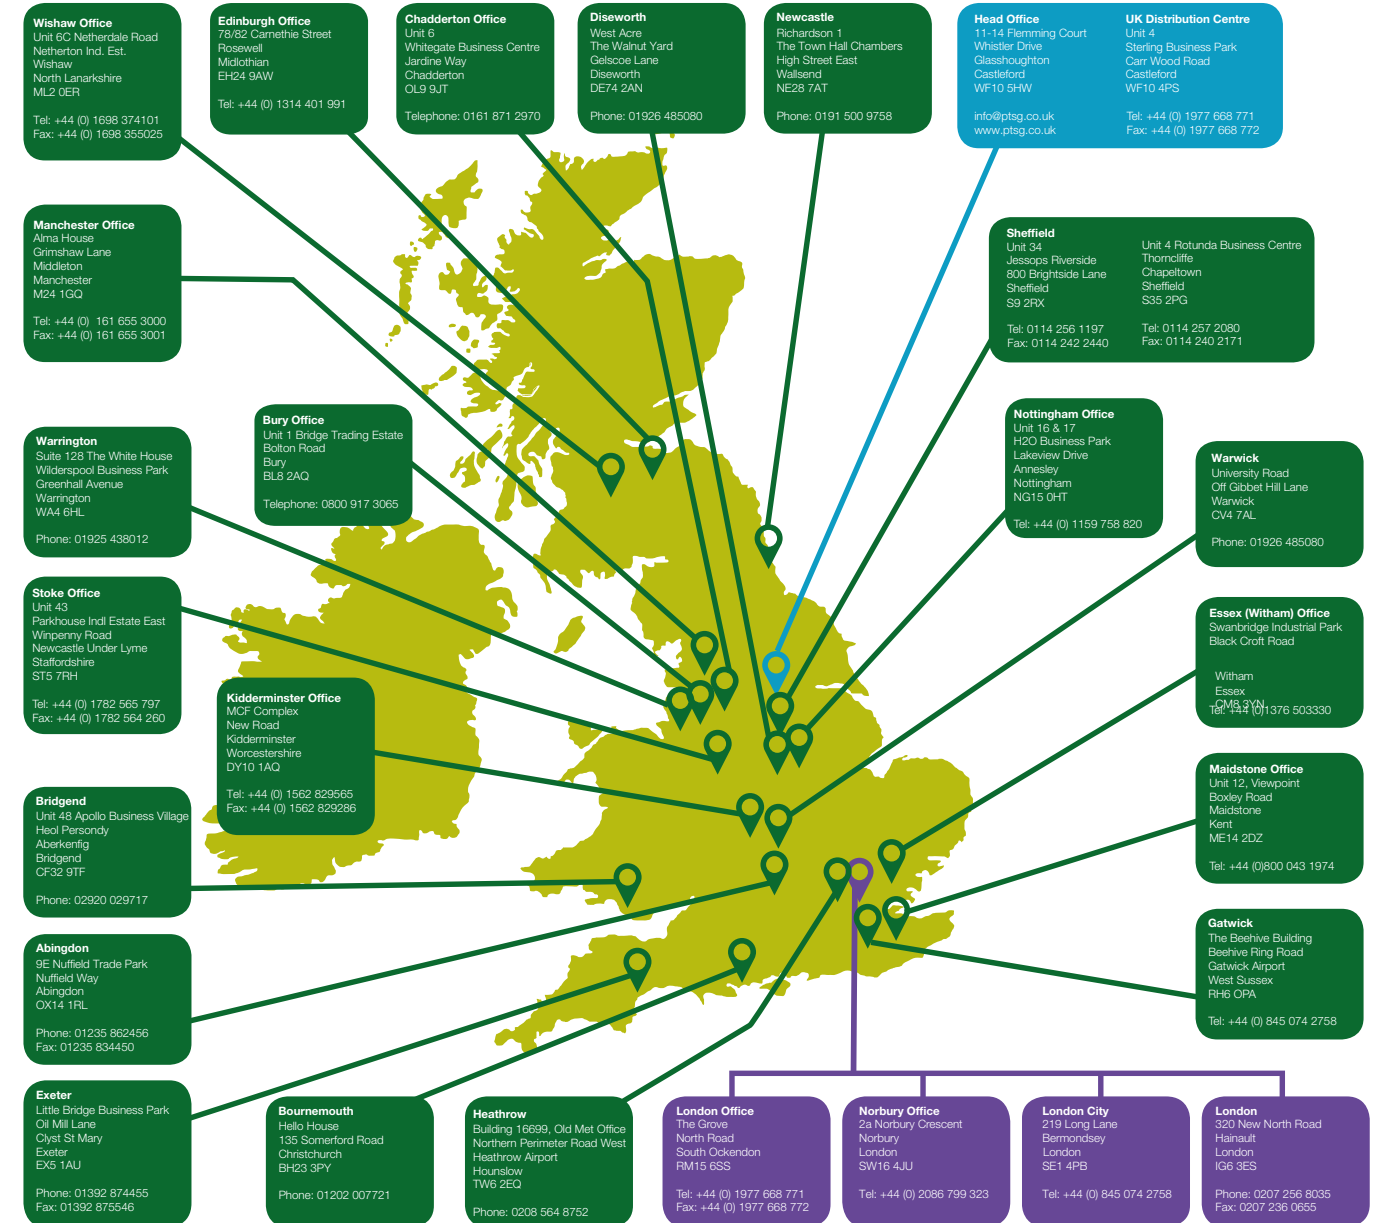 Wishaw Office
Unit 6C Netherdale Road
Netherton Ind. Est.
Wishaw
North Lanarkshire
ML2 0ER
Tel: +44 (0) 1698 374101
Fax: +44 (0) 1698 355025
Edinburgh Office
78/82 Carnethie Street
Rosewell
Midlothian
EH24 9AW
Tel: +44 (0) 1314 401 991
Chadderton Office
Unit 6
Whitegate Business Centre
Jardine Way
Chadderton
OL9 9JT
Telephone: 0161 871 2970
Diseworth
West Acre
The Walnut Yard
Gelscoe Lane
Diseworth
DE74 2AN
Phone: 01926 485080
Newcastle
Richardson 1
The Town Hall Chambers
High Street East
Wallsend
NE28 7AT
Phone: 0191 500 9758
Head Office
11-14 Flemming Court
Whistler Drive
Glasshoughton
Castleford
WF10 5HW
info@ptsg.co.uk
www.ptsg.co.uk
UK Distribution Centre
Unit 4
Sterling Business Park
Carr Wood Road
Castleford
WF10 4PS
Tel: +44 (0) 1977 668 771
Fax: +44 (0) 1977 668 772
Manchester Office
Alma House
Grimshaw Lane
Middleton
Manchester
M24 1GQ
Tel: +44 (0)  161 655 3000
Fax: +44 (0) 161 655 3001
Sheffield
Unit 34
Jessops Riverside
800 Brightside Lane
Sheffield
S9 2RX
Tel: 0114 256 1197
Fax: 0114 242 2440
Unit 4 Rotunda Business Centre
Thorncliffe
Chapeltown
Sheffield
S35 2PG
Tel: 0114 257 2080
Fax: 0114 240 2171
Bury Office
Unit 1 Bridge Trading Estate
Bolton Road
Bury
BL8 2AQ
Telephone: 0800 917 3065
Nottingham Office
Unit 16 & 17
H2O Business Park
Lakeview Drive
Annesley
Nottingham
NG15 0HT
Tel: +44 (0) 1159 758 820
Warrington
Suite 128 The White House
Wilderspool Business Park
Greenhall Avenue
Warrington
WA4 6HL
Phone: 01925 438012
Warwick
University Road
Off Gibbet Hill Lane
Warwick
CV4 7AL
Phone: 01926 485080
Stoke Office
Unit 43
Parkhouse Indl Estate East
Winpenny Road
Newcastle Under Lyme
Staffordshire
ST5 7RH
Tel: +44 (0) 1782 565 797
Fax: +44 (0) 1782 564 260
Essex (Witham) Office
Swanbridge Industrial Park
Black Croft Road
Witham
Essex
CM8 3YN
Tel: +44 (0)1376 503330
Kidderminster Office
MCF Complex
New Road
Kidderminster
Worcestershire
DY10 1AQ
Tel: +44 (0) 1562 829565
Fax: +44 (0) 1562 829286
Maidstone Office
Unit 12, Viewpoint
Boxley Road
Maidstone
Kent
ME14 2DZ
Tel: +44 (0)800 043 1974
Bridgend
Unit 48 Apollo Business Village
Heol Persondy
Aberkenfig
Bridgend
CF32 9TF
Phone: 02920 029717
Gatwick
The Beehive Building
Beehive Ring Road
Gatwick Airport
West Sussex
RH6 OPA
Tel: +44 (0) 845 074 2758
Abingdon
9E Nuffield Trade Park
Nuffield Way
Abingdon
OX14 1RL
Phone: 01235 862456
Fax: 01235 834450
Exeter
Little Bridge Business Park
Oil Mill Lane
Clyst St Mary
Exeter
EX5 1AU
Phone: 01392 874455
Fax: 01392 875546
Bournemouth
Hello House
135 Somerford Road
Christchurch
BH23 3PY
Phone: 01202 007721
Heathrow
Building 16699, Old Met Office
Northern Perimeter Road West
Heathrow Airport
Hounslow
TW6 2EQ
Phone: 0208 564 8752
London Office
The Grove
North Road
South Ockendon
RM15 6SS
Tel: +44 (0) 1977 668 771
Fax: +44 (0) 1977 668 772
Norbury Office
2a Norbury Crescent
Norbury
London
SW16 4JU
Tel: +44 (0) 2086 799 323
London City
219 Long Lane
Bermondsey
London
SE1 4PB
Tel: +44 (0) 845 074 2758
London
320 New North Road
Hainault
London
IG6 3ES
Phone: 0207 256 8035
Fax: 0207 236 0655